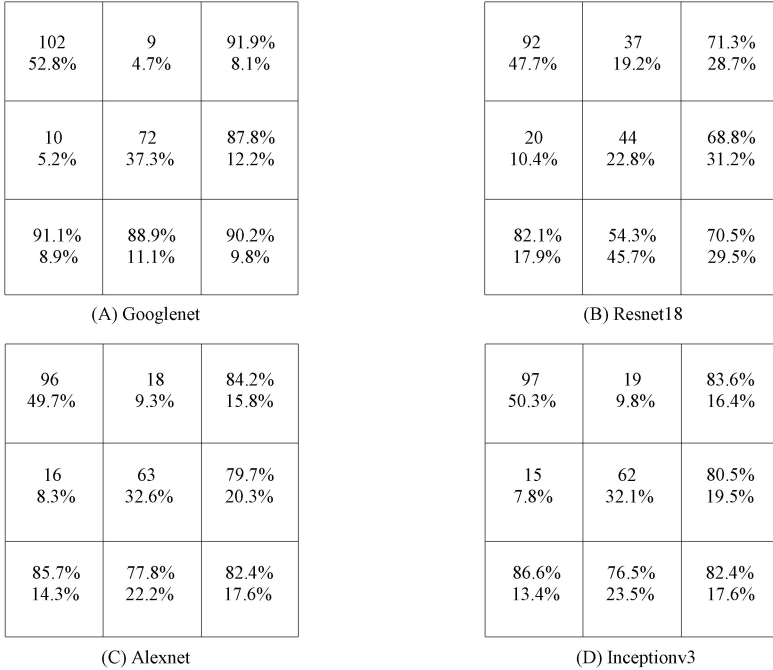 102 9 91.9%
52.8% 4.7% 8.1%
10 72 87.8%
5.2% 37.3% 12.2%
91.1% 88.9% 90.2%
8.9% 11.1% 9.8%
(A) Googlenet
92 37 71.3%
47.7% 19.2% 28.7%
20 44 68.8%
10.4% 22.8% 31.2%
82.1% 54.3% 70.5%
17.9% 45.7% 29.5%
(B) Resnet18
96 18 84.2%
49.7% 9.3% 15.8%
16 63 79.7%
8.3% 32.6% 20.3%
85.7% 77.8% 82.4%
14.3% 22.2% 17.6%
(C) Alexnet
97 19 83.6%
50.3% 9.8% 16.4%
15 62 80.5%
7.8% 32.1% 19.5%
86.6% 76.5% 82.4%
13.4% 23.5% 17.6%
(D) Inceptionv3